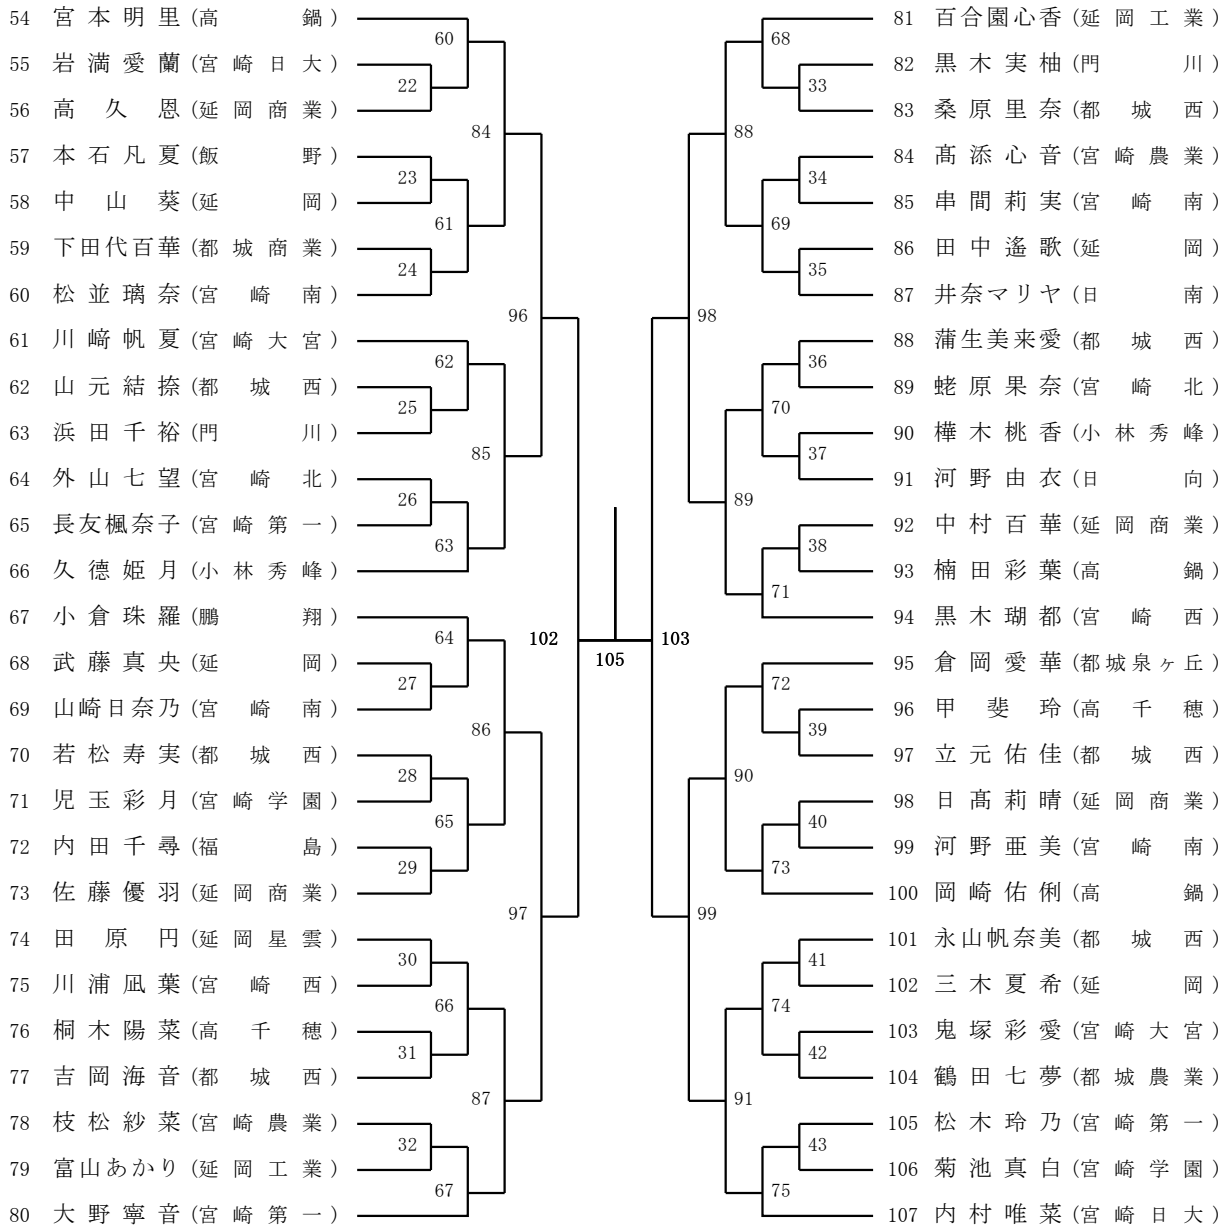 54 宮本明里(高鍋)
55 岩満愛蘭(宮崎日大)
56 高久恩(延岡商業)
57 本石凡夏(飯野)
58 中山葵(延岡)
59 下田代百華(都城商業)
60 松並璃奈(宮崎南)
61 川﨑帆夏(宮崎大宮)
62 山元結捺(都城西)
63 浜田千裕(門川)
64 外山七望(宮崎北)
65 長友楓奈子(宮崎第一)
66 久德姫月(小林秀峰)
67 小倉珠羅(鵬翔)
68 武藤真央(延岡)
69 山崎日奈乃(宮崎南)
70 若松寿実(都城西)
71 児玉彩月(宮崎学園)
72 内田千尋(福島)
73 佐藤優羽(延岡商業)
74 田原円(延岡星雲)
75 川浦凪葉(宮崎西)
76 桐木陽菜(高千穂)
77 吉岡海音(都城西)
78 枝松紗菜(宮崎農業)
79 富山あかり(延岡工業)
80 大野寧音(宮崎第一)
60
22
84
23
61
24
96
62
25
85
26
63
64
102
27
86
28
65
29
97
30
66
31
87
32
67
105
68
33
88
34
69
35
98
36
70
37
89
38
71
103
72
39
90
40
73
99
41
74
42
91
43
75
81 百合園心香(延岡工業)
82 黒木実柚(門川)
83 桑原里奈(都城西)
84 髙添心音(宮崎農業)
85 串間莉実(宮崎南)
86 田中遙歌(延岡)
87 井奈マリヤ(日南)
88 蒲生美来愛(都城西)
89 蛯原果奈(宮崎北)
90 樺木桃香(小林秀峰)
91 河野由衣(日向)
92 中村百華(延岡商業)
93 楠田彩葉(高鍋)
94 黒木瑚都(宮崎西)
95 倉岡愛華(都城泉ヶ丘)
96 甲斐玲(高千穂)
97 立元佑佳(都城西)
98 日髙莉晴(延岡商業)
99 河野亜美(宮崎南)
100 岡崎佑俐(高鍋)
101 永山帆奈美(都城西)
102 三木夏希(延岡)
103 鬼塚彩愛(宮崎大宮)
104 鶴田七夢(都城農業)
105 松木玲乃(宮崎第一)
106 菊池真白(宮崎学園)
107 内村唯菜(宮崎日大)